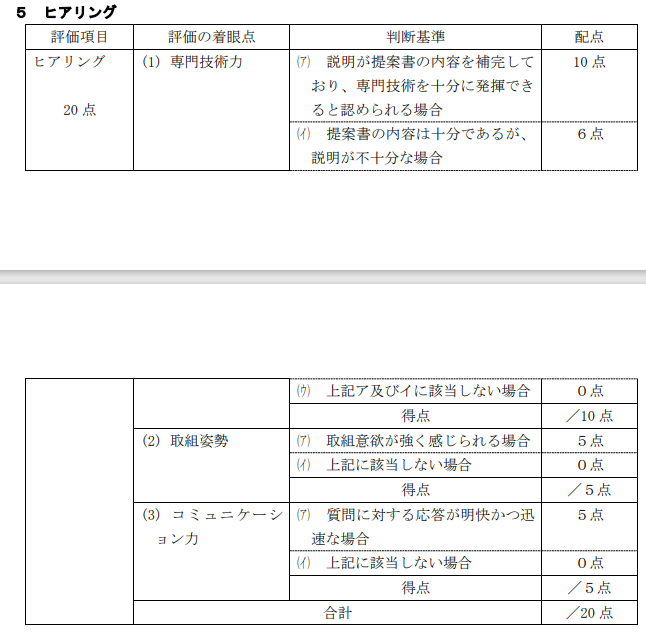 5 ヒアリング
評価項目 評価の着眼点 判断基準 配点
ヒアリング
20 点
(1) 専門技術力
㋐ 説明が提案書の内容を補完して
おり、専門技術を十分に発揮でき
ると認められる場合
10 点
㋑ 提案書の内容は十分であるが、
説明が不十分な場合
6点
㋒ 上記ア及びイに該当しない場合 0点
得点 /10 点
(2) 取組姿勢 ㋐ 取組意欲が強く感じられる場合 5点
㋑ 上記に該当しない場合 0点
得点 /5点
(3) コミュニケーシ
ョン力
㋐ 質問に対する応答が明快かつ迅
速な場合
5点
㋑ 上記に該当しない場合 0点
得点 /5点
合計 /20 点